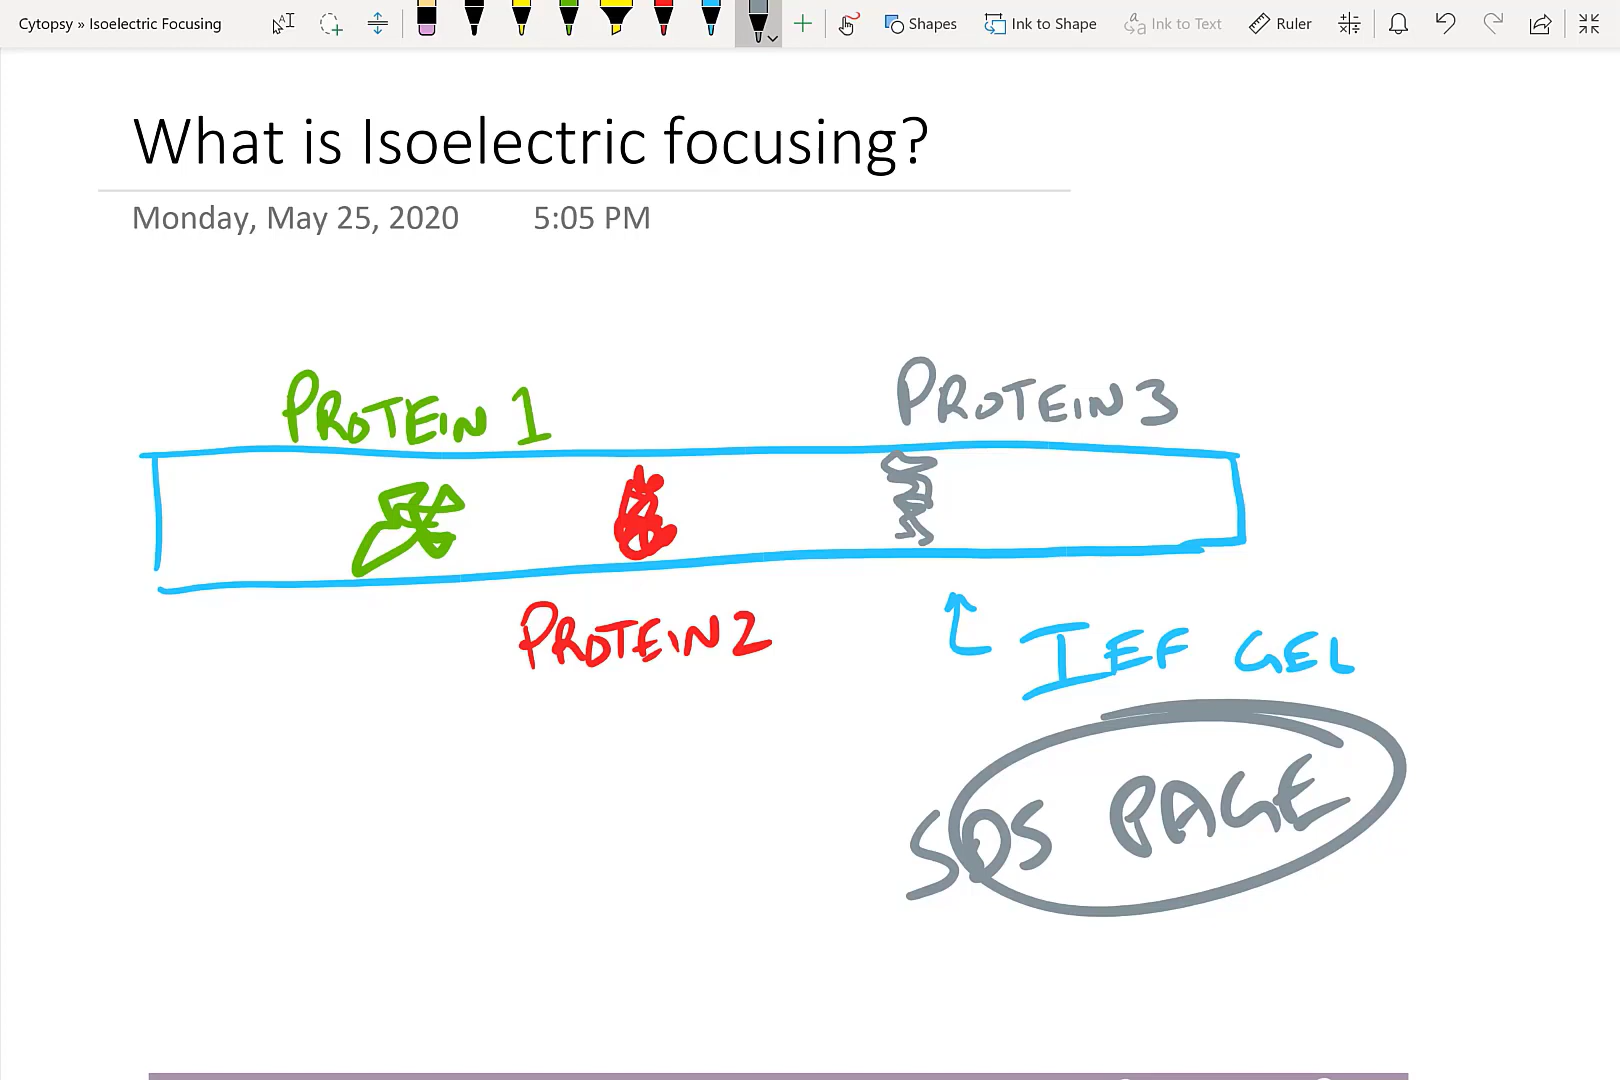 Cytopsy » Isoelectric Focusing
Shapes
Ink to Shape
Ink to Text
Ruler
What is Isoelectric focusing?
Monday, May 25, 2020 5:05 PM
PROTEIN 1
PROTEIN 3
PROTEIN 2
IEF GEL
SDS PAGE